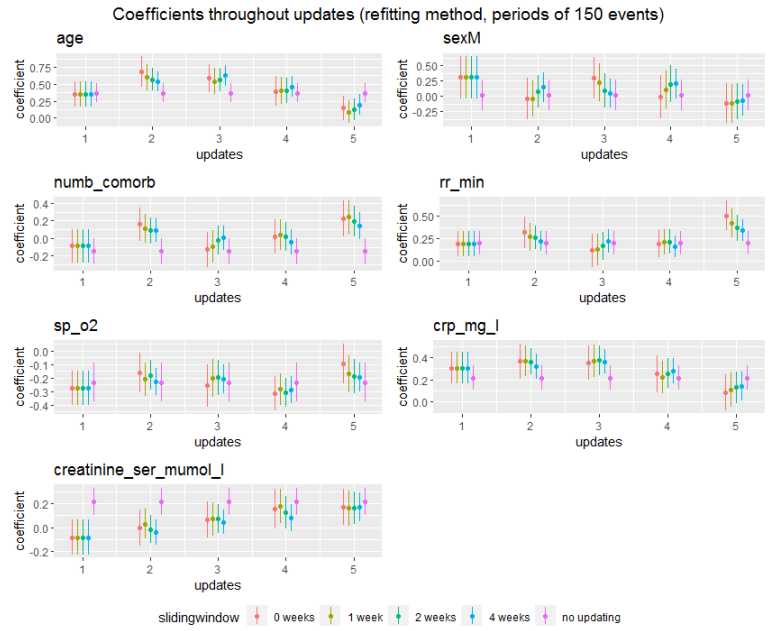 Coefficients throughout updates (refitting method, periods of 150 events)
age
coefficient
0.75
0.50
0.25
0.00
1 2 3 4 5
updates
sexM
coefficient
0.50
0.25
0.00
-0.25
1 2 3 4 5
updates
numb_comorb
coefficient
0.4
0.2
0.0
-0.2
1 2 3 4 5
updates
rr_min
coefficient
0.50
0.25
0.00
1 2 3 4 5
updates
sp_o2
coefficient
0.0
-0.1
-0.2
-0.3
-0.4
1 2 3 4 5
updates
crp_mg_l
coefficient
0.4
0.2
0.0
1 2 3 4 5
updates
creatinine_ser_mumol_l
coefficient
0.2
0.0
-0.2
1 2 3 4 5
updates
slidingwindow 0 weeks 1 week 2 weeks 4 weeks no updating